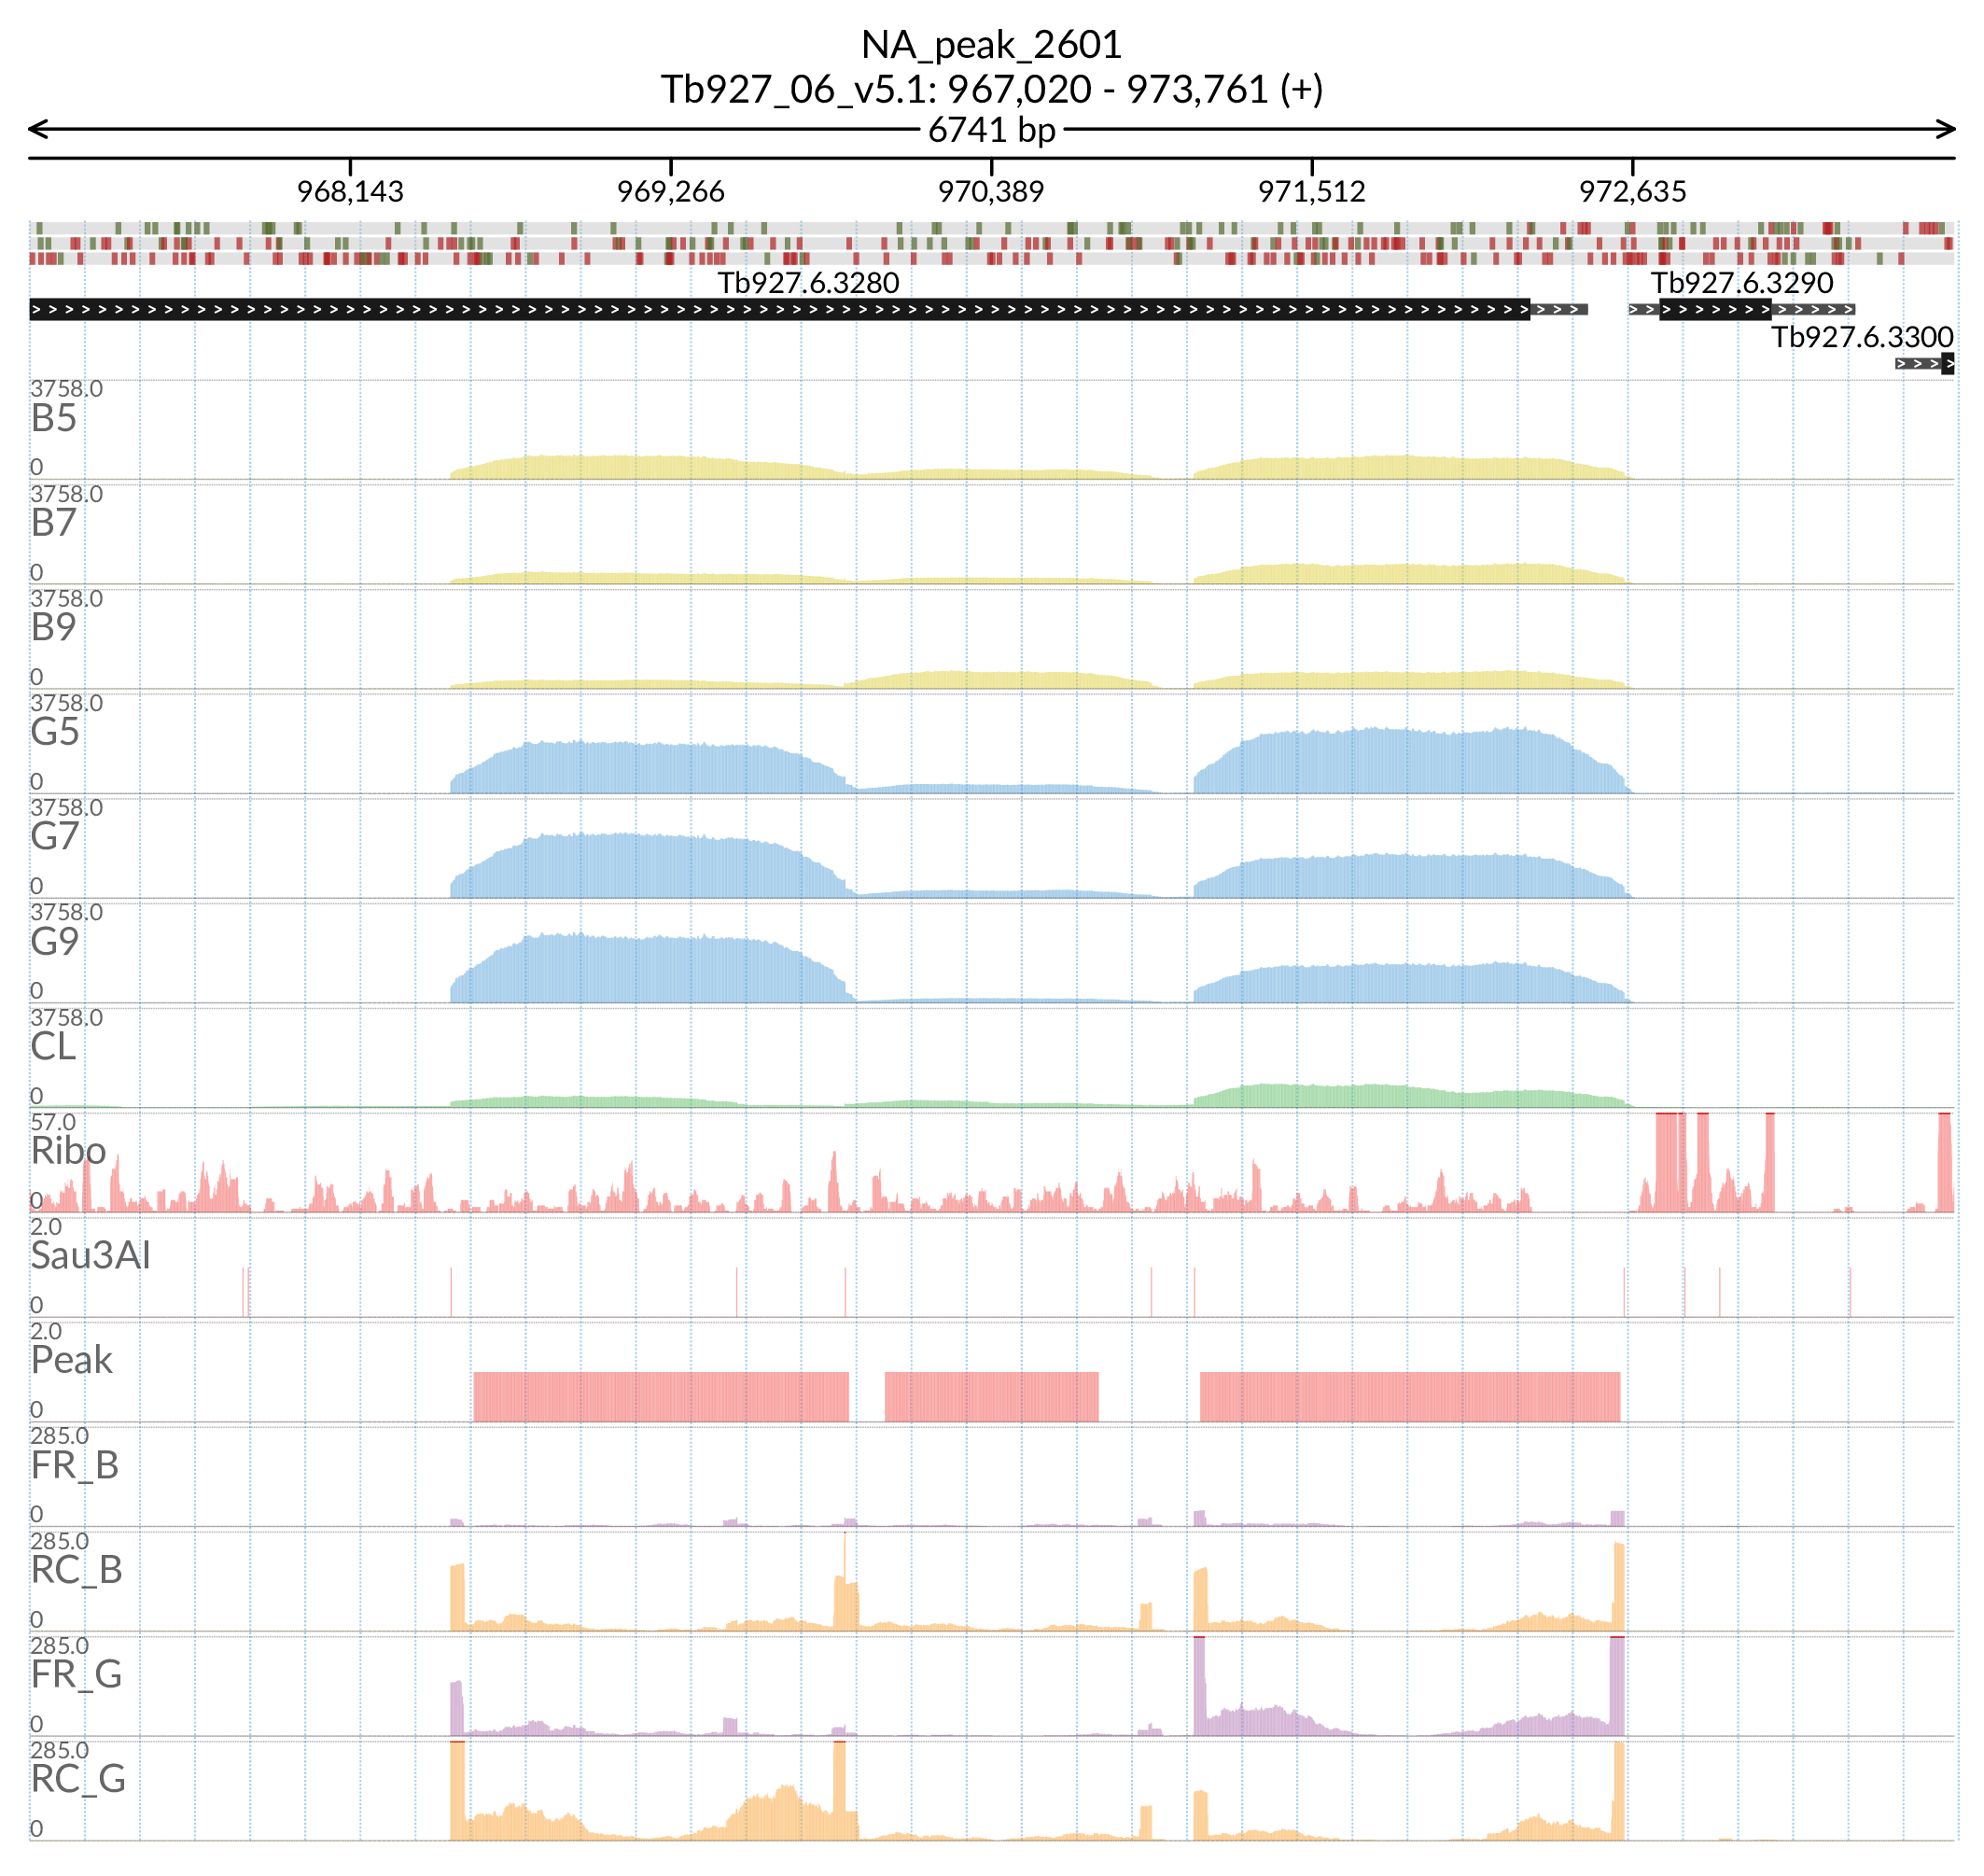 NA_peak_2601
Tb927_06_v5.1: 967,020 - 973,761 (+)
6741 bp
968,143 969,266 970,389 971,512 972,635
Tb927.6.3280 Tb927.6.3290
Tb927.6.3300
3758.0
B5
0
3758.0
B7
0
3758.0
B9
0
3758.0
G5
0
3758.0
G7
0
3758.0
G9
0
3758.0
CL
0
57.0
Ribo
0
2.0
Sau3AI
0
2.0
Peak
0
285.0
FR_B
0
285.0
RC_B
0
285.0
FR_G
0
285.0
RC_G
0